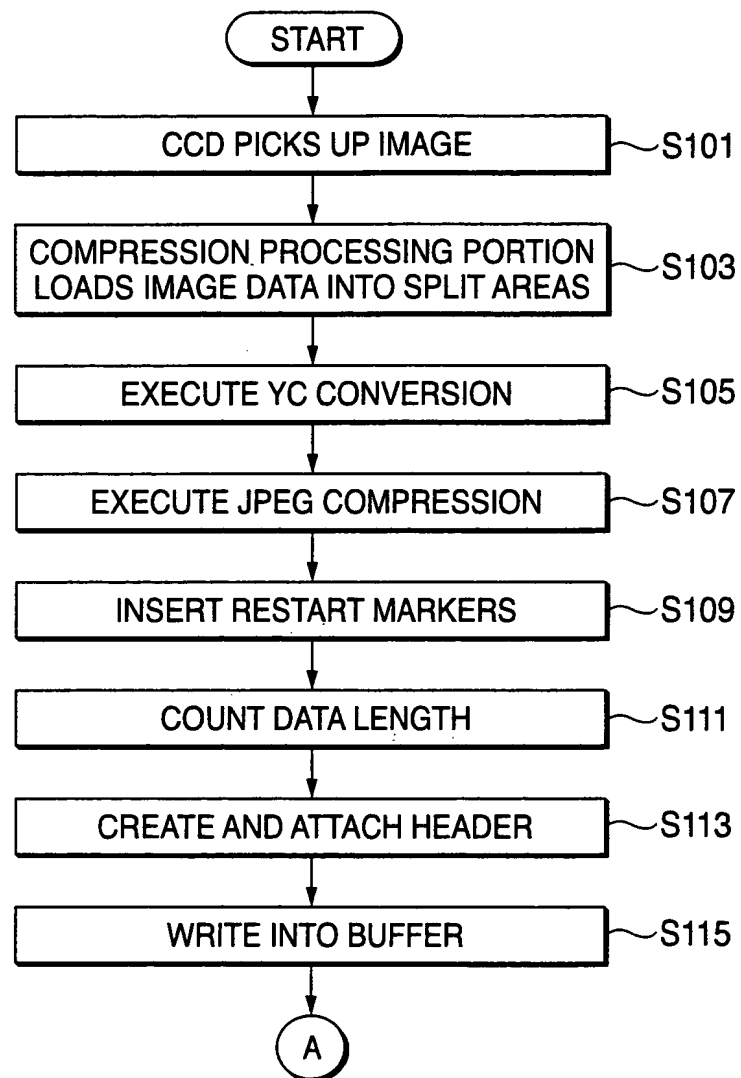 START
CCD PICKS UP IMAGE
S101
COMPRESSION PROCESSING PORTION
LOADS IMAGE DATA INTO SPLIT AREAS
S103
EXECUTE YC CONVERSION
S105
EXECUTE JPEG COMPRESSION
S107
INSERT RESTART MARKERS
S109
COUNT DATA LENGTH
S111
CREATE AND ATTACH HEADER
S113
WRITE INTO BUFFER
S115
A